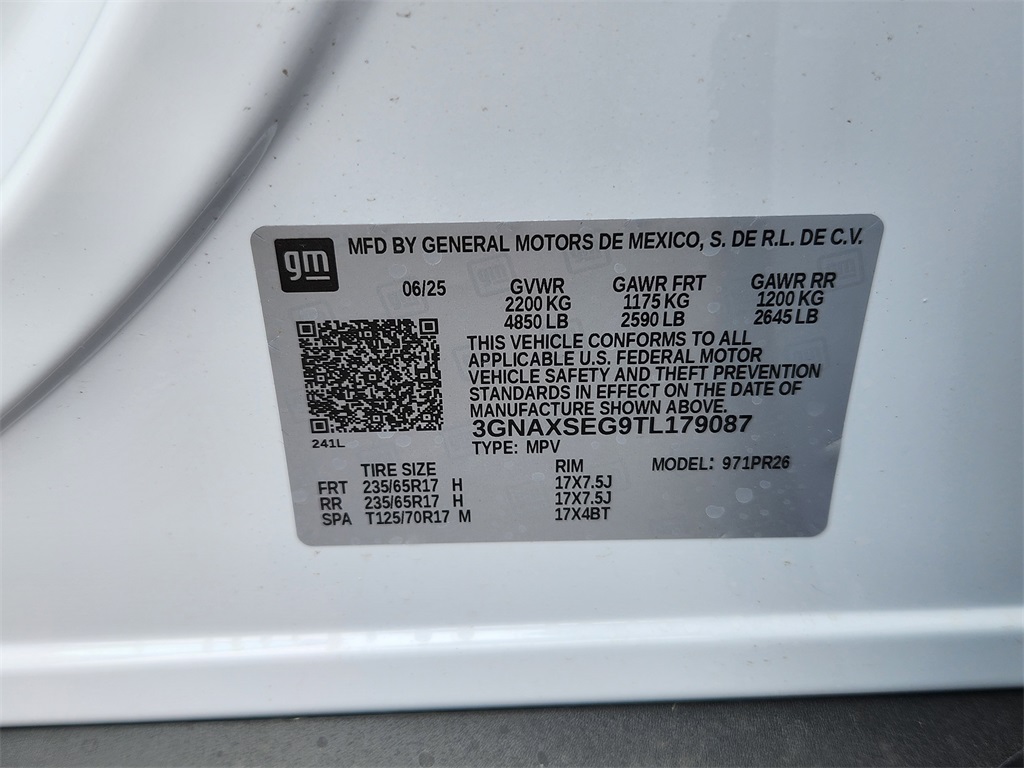 gm MFD BY GENERAL MOTORS DE MEXICO, S. DE R.L. DE C.V.
06/25 GVWR GAWR FRT GAWR RR
2200 KG 1175 KG 1200 KG
4850 LB 2590 LB 2645 LB
THIS VEHICLE CONFORMS TO ALL
APPLICABLE U.S. FEDERAL MOTOR
VEHICLE SAFETY AND THEFT PREVENTION
STANDARDS IN EFFECT ON THE DATE OF
MANUFACTURE SHOWN ABOVE.
3GNAXSEG9TL179087
241L
TYPE: MPV
TIRE SIZE RIM MODEL: 971PR26
FRT 235/65R17 H 17X7.5J
RR 235/65R17 H 17X7.5J
SPA T125/70R17 M 17X4BT